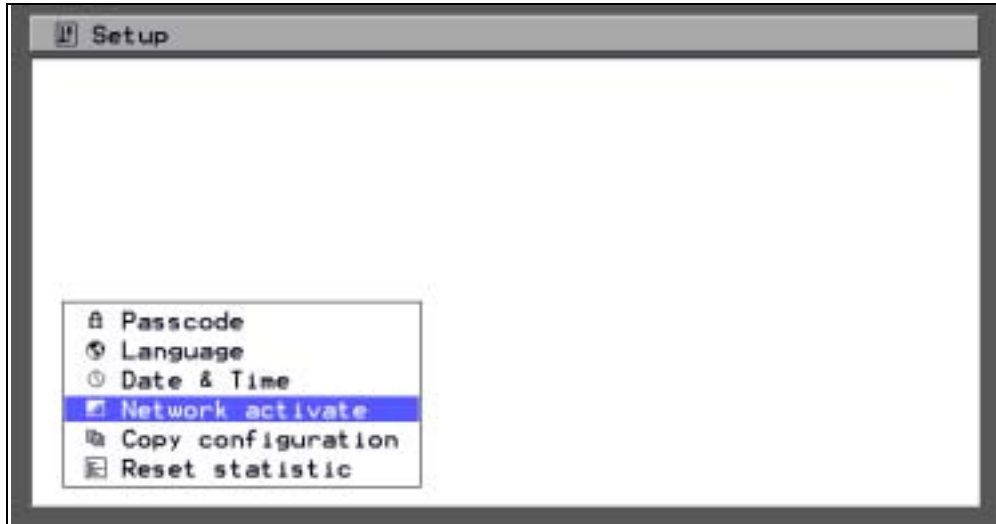 Setup
Passcode
Language
Date & Time
Network activate
Copy configuration
Reset statistic